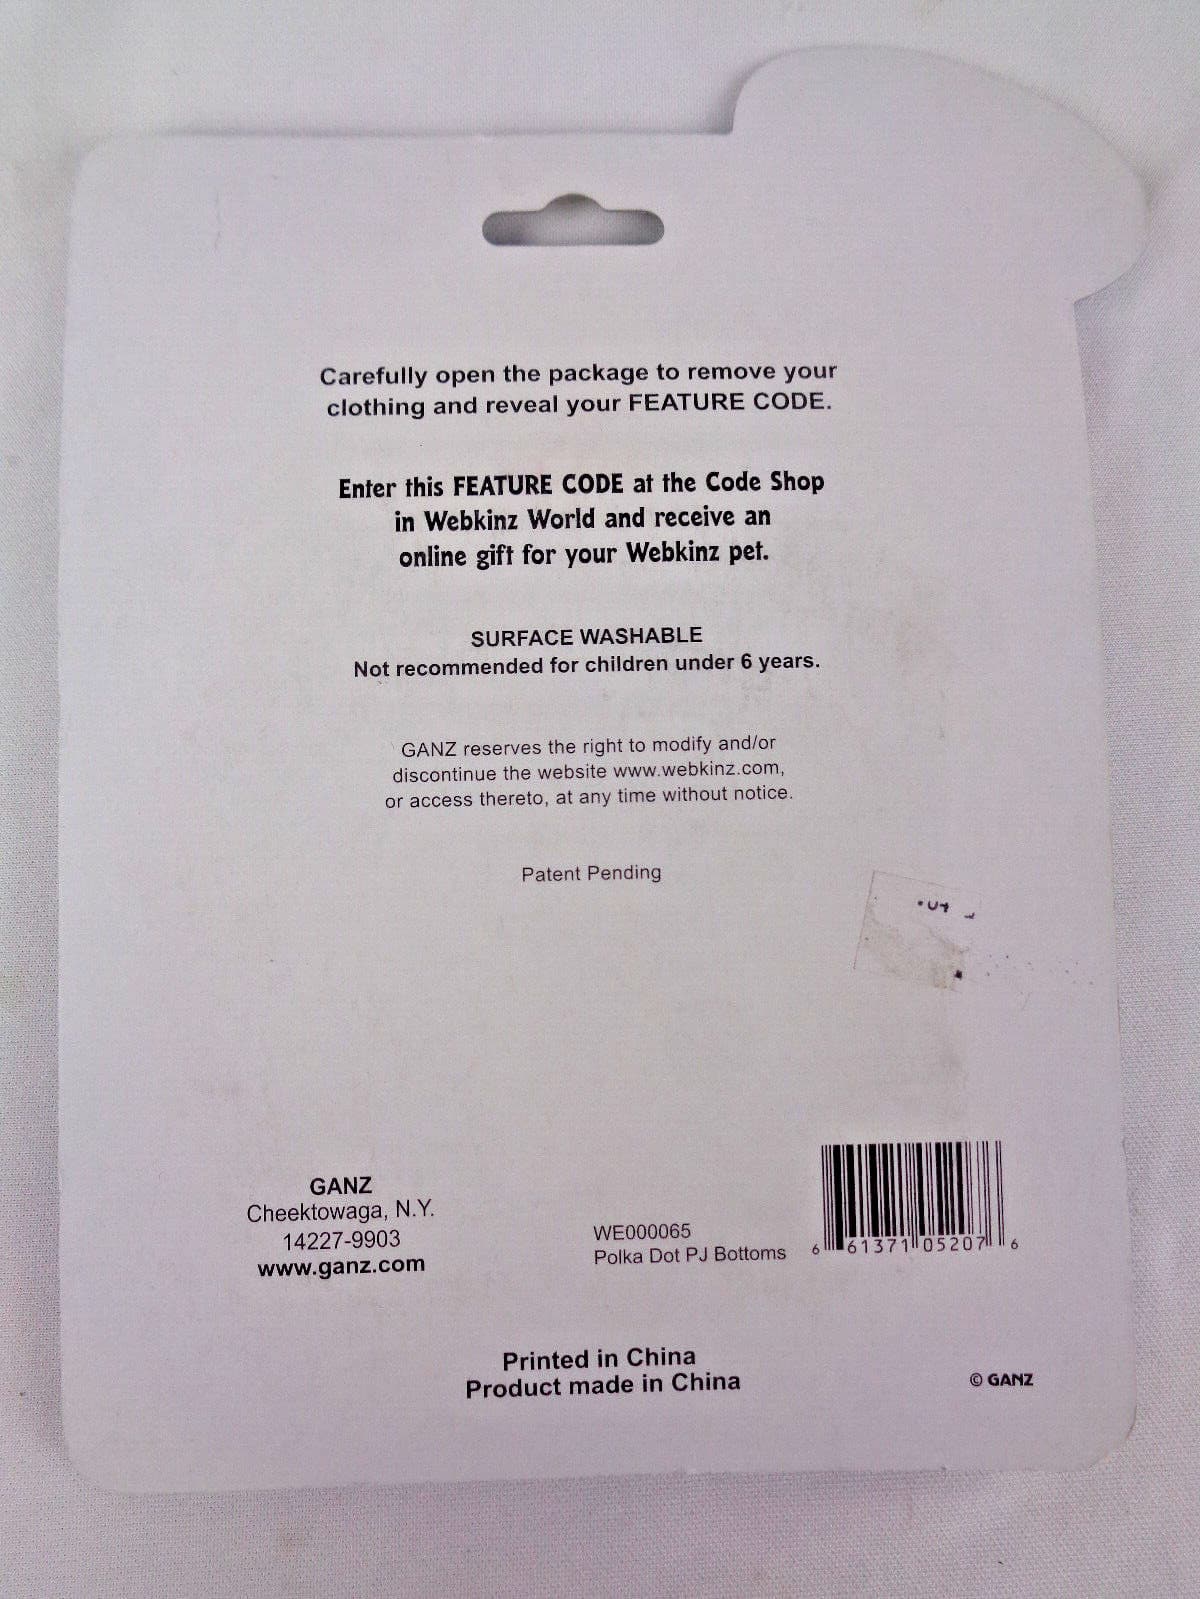 Carefully open the package to remove your
clothing and reveal your FEATURE CODE.
Enter this FEATURE CODE at the Code Shop
in Webkinz World and receive an
online gift for your Webkinz pet.
SURFACE WASHABLE
Not recommended for children under 6 years.
GANZ reserves the right to modify and/or
discontinue the website www.webkinz.com,
or access thereto, at any time without notice.
Patent Pending
GANZ
Cheektowaga, N.Y.
14227-9903
www.ganz.com
WE000065
Polka Dot PJ Bottoms
6 61371 05207 6
Printed in China
Product made in China
© GANZ